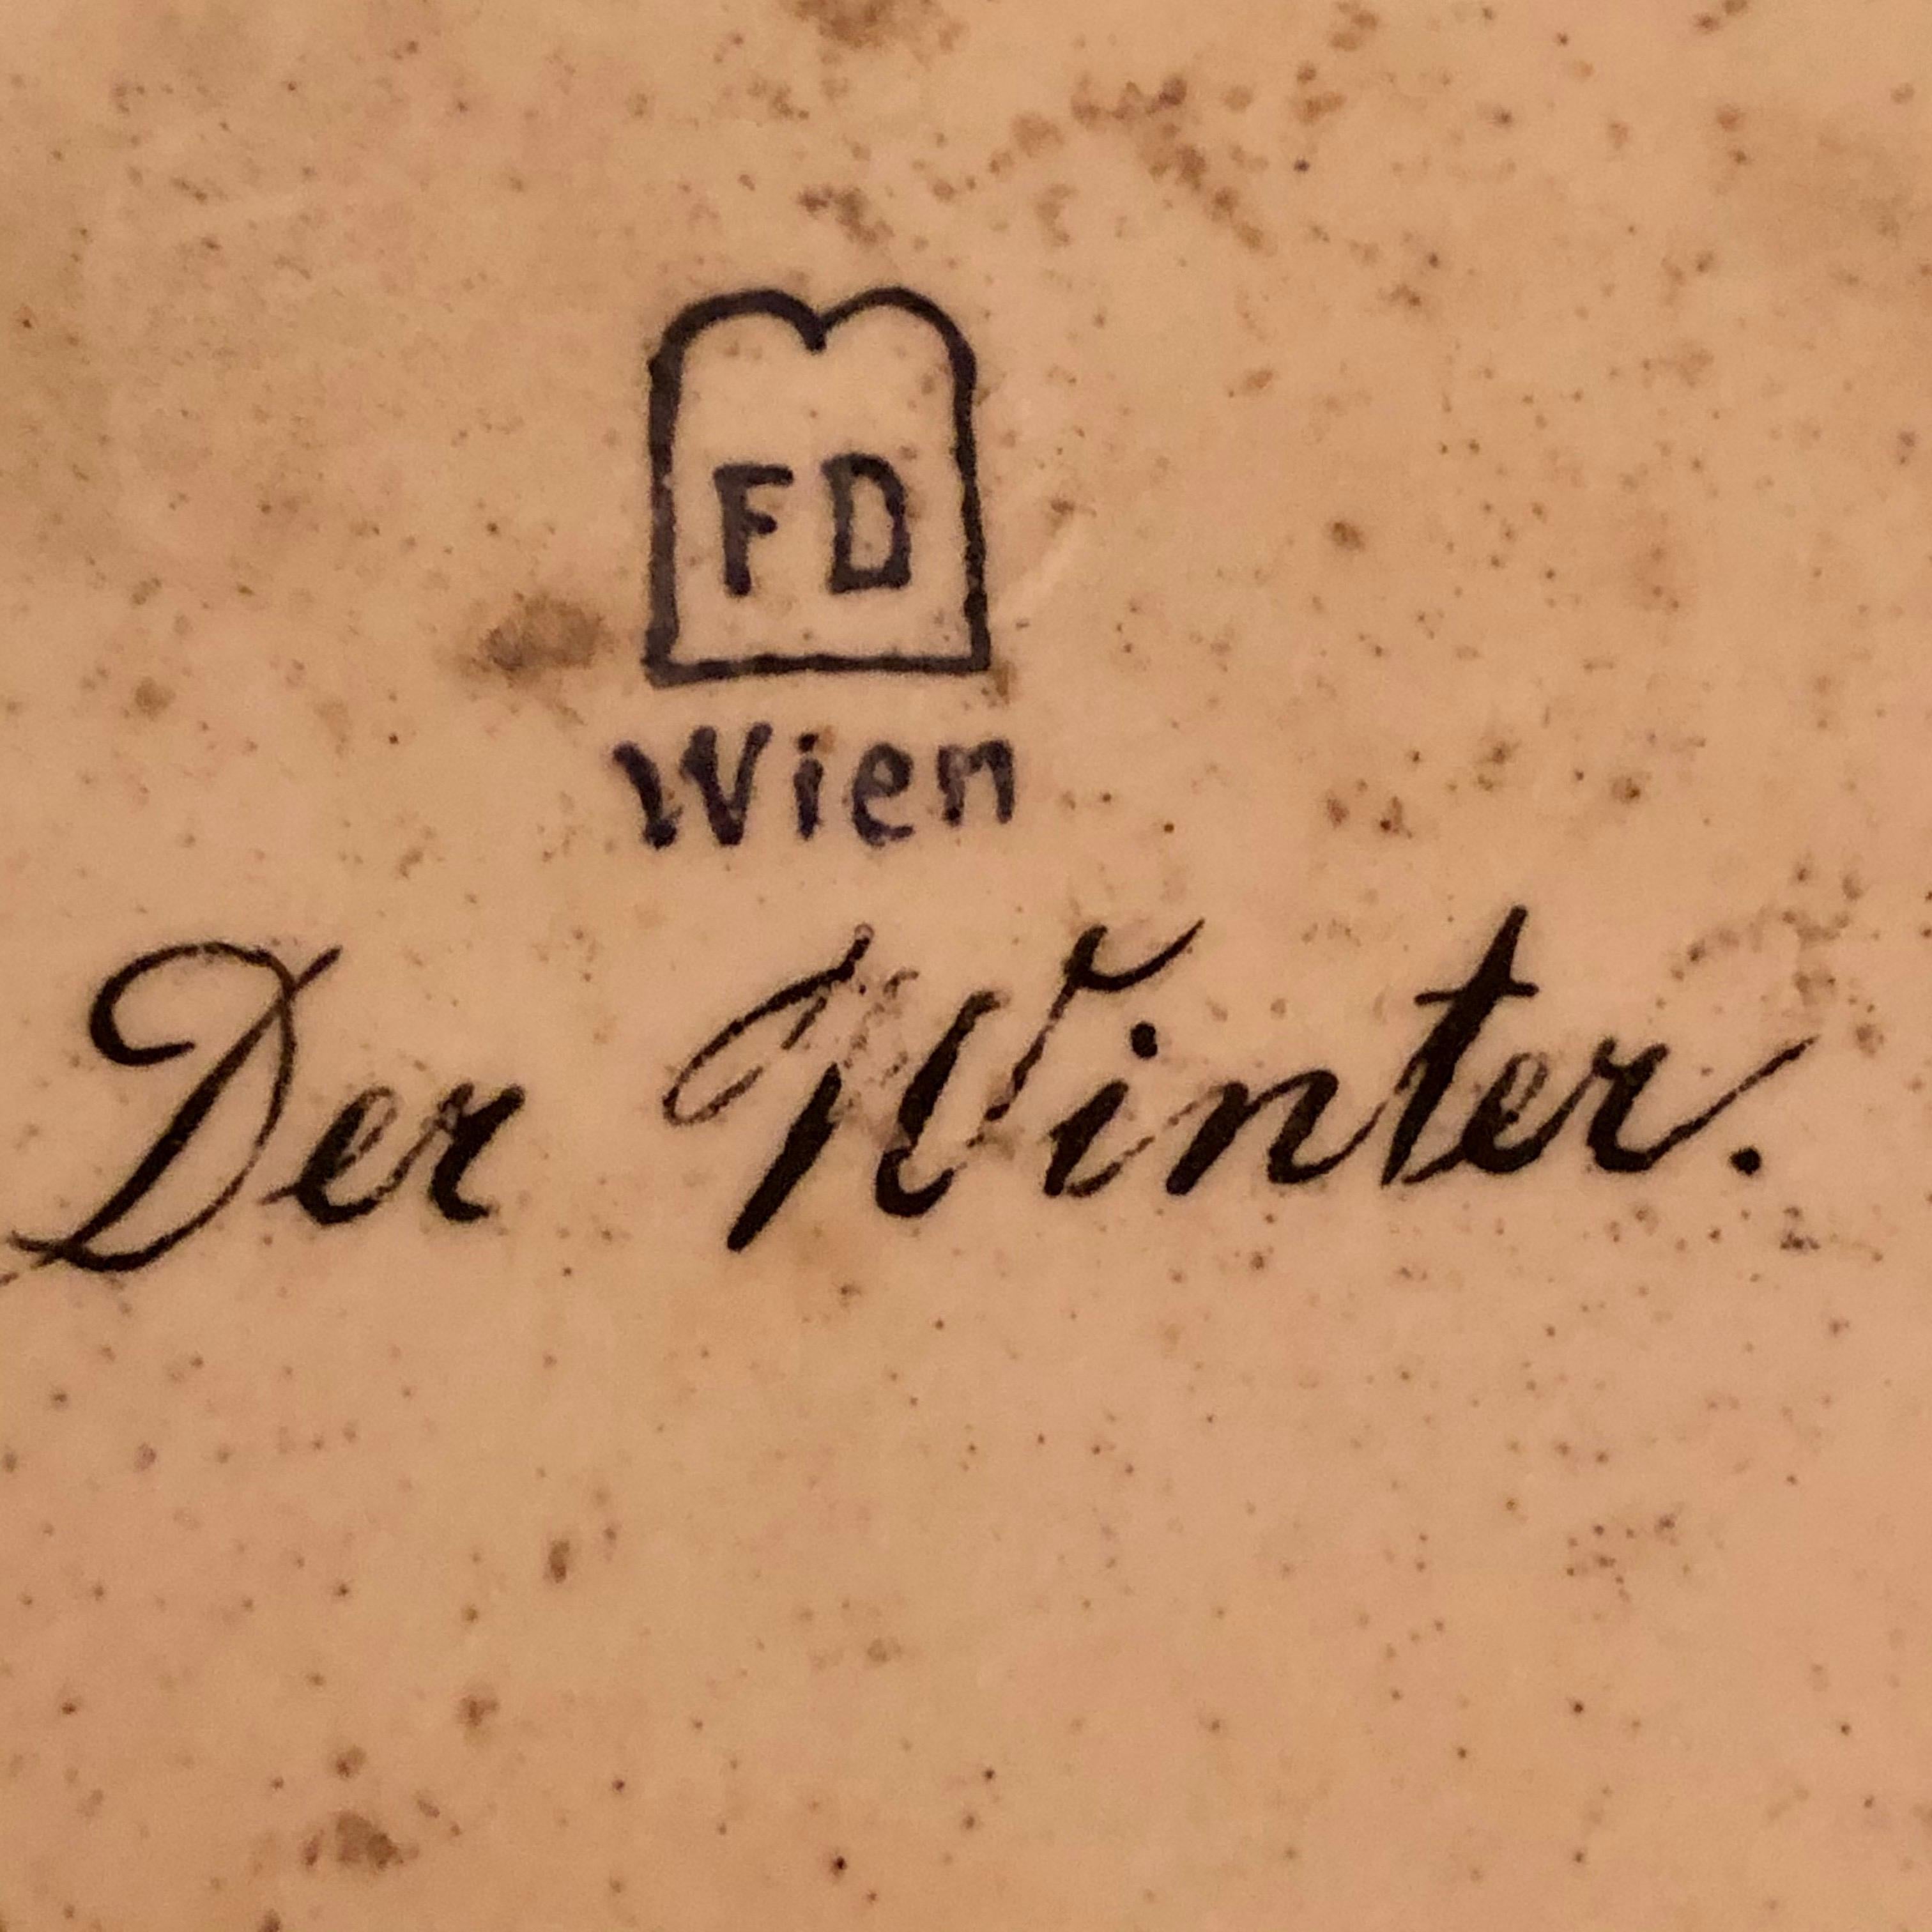 FD
Wien
Der Winter.